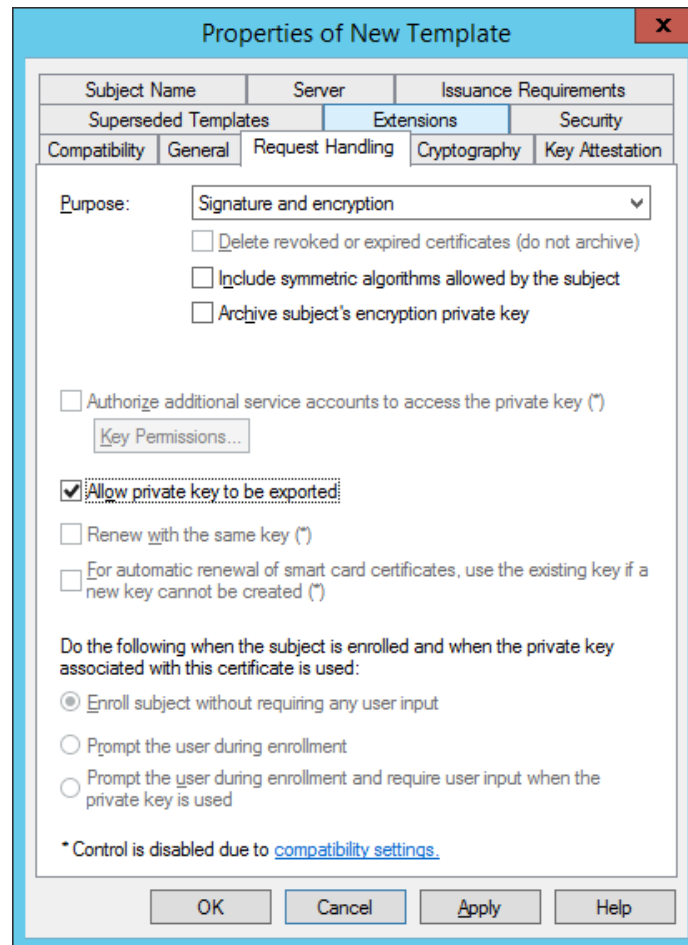 Properties of New Template
x
Subject Name Server Issuance Requirements
Superseded Templates Extensions Security
Compatibility General Request Handling Cryptography Key Attestation
Purpose: Signature and encryption
Delete revoked or expired certificates (do not archive)
Include symmetric algorithms allowed by the subject
Archive subject's encryption private key
Authorize additional service accounts to access the private key (*)
Key Permissions...
Allow private key to be exported
Renew with the same key (*)
For automatic renewal of smart card certificates, use the existing key if a
new key cannot be created (*)
Do the following when the subject is enrolled and when the private key
associated with this certificate is used:
Enroll subject without requiring any user input
Prompt the user during enrollment
Prompt the user during enrollment and require user input when the
private key is used
* Control is disabled due to compatibility settings.
OK Cancel Apply Help